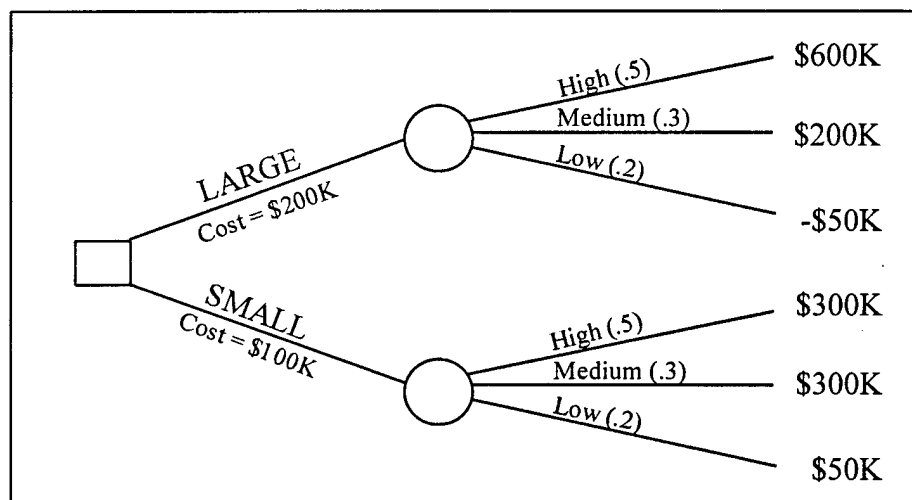 High (.5)
$600K
Medium (.3)
$200K
Low (.2)
-$50K
LARGE
Cost = $200K
SMALL
Cost = $100K
High (.5)
$300K
Medium (.3)
$300K
Low (.2)
$50K